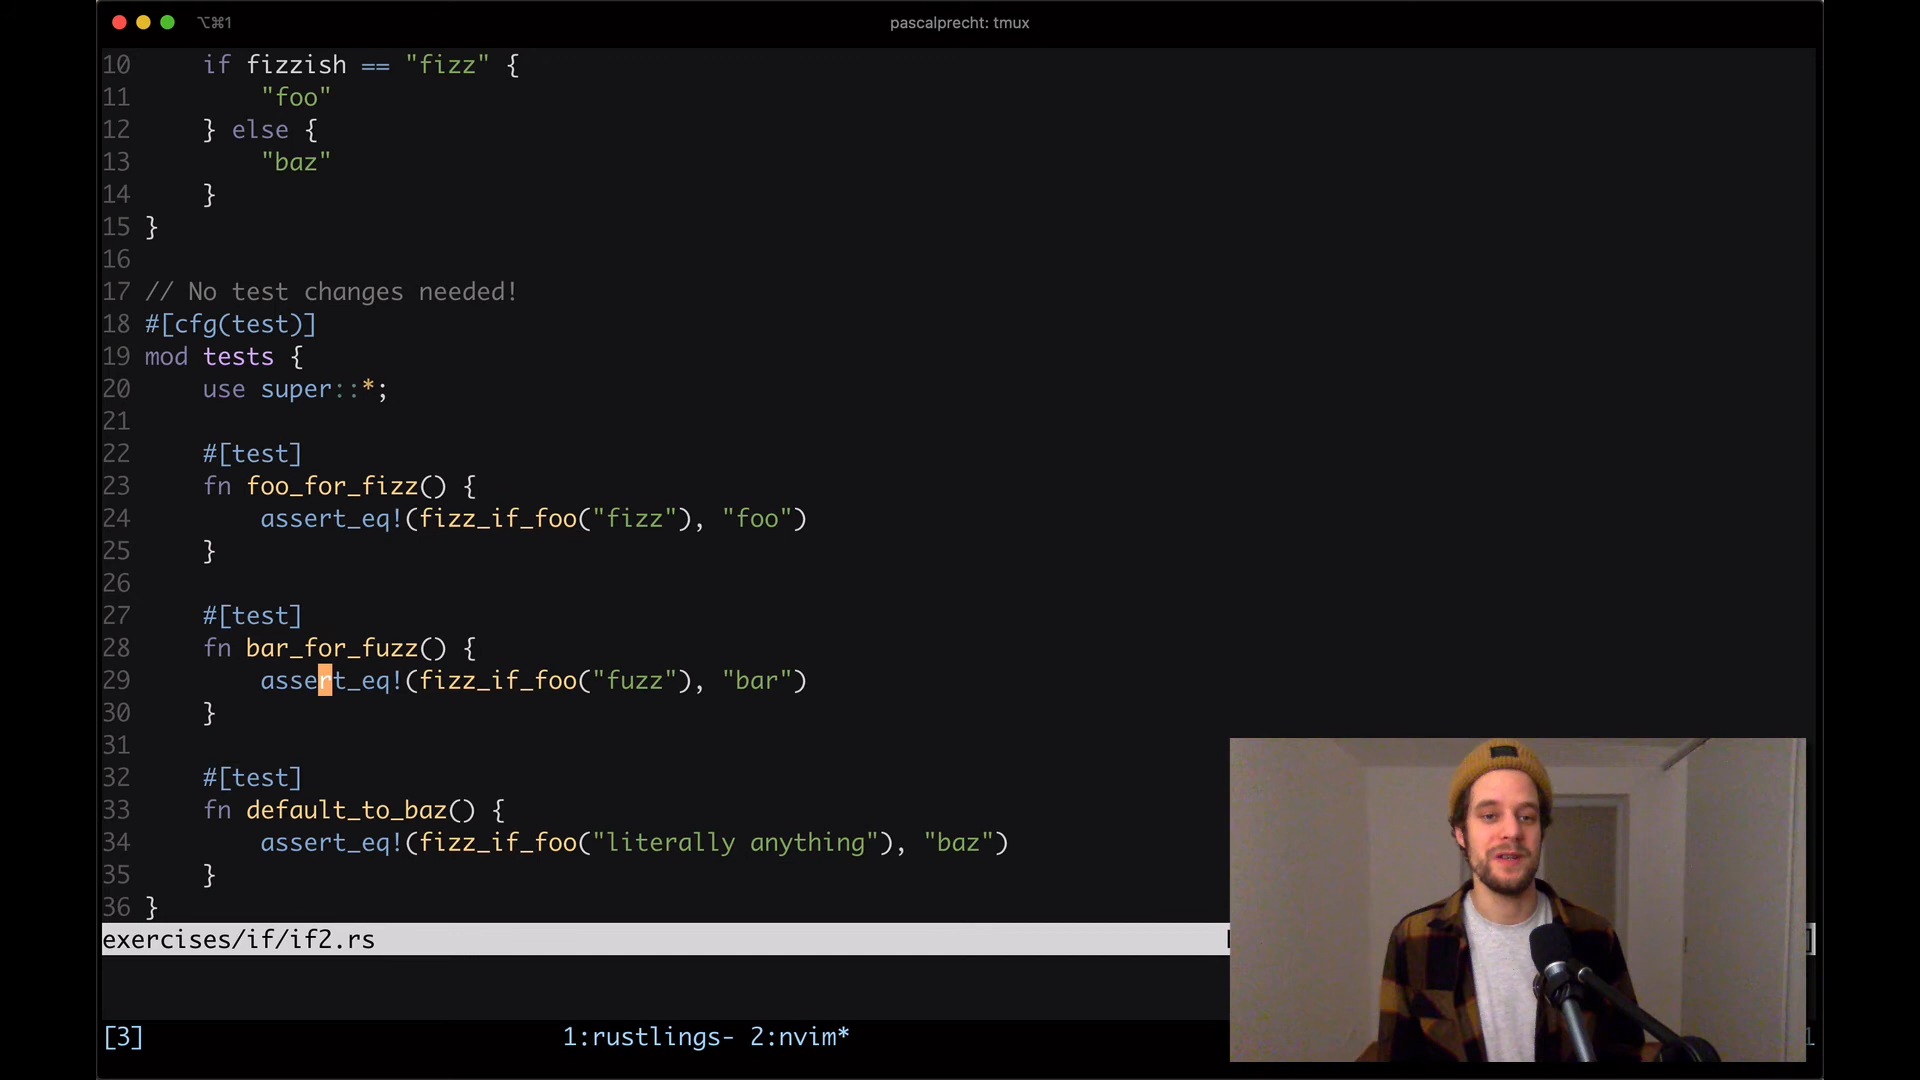 ⌥⌘1 pascalprecht: tmux
10 if fizzish == "fizz" {
11 "foo"
12 } else {
13 "baz"
14 }
15 }
16
17 // No test changes needed!
18 #[cfg(test)]
19 mod tests {
20 use super::*;
21
22 #[test]
23 fn foo_for_fizz() {
24 assert_eq!(fizz_if_foo("fizz"), "foo")
25 }
26
27 #[test]
28 fn bar_for_fuzz() {
29 assert_eq!(fizz_if_foo("fuzz"), "bar")
30 }
31
32 #[test]
33 fn default_to_baz() {
34 assert_eq!(fizz_if_foo("literally anything"), "baz")
35 }
36 }
exercises/if/if2.rs
[3] 1:rustlings- 2:nvim*